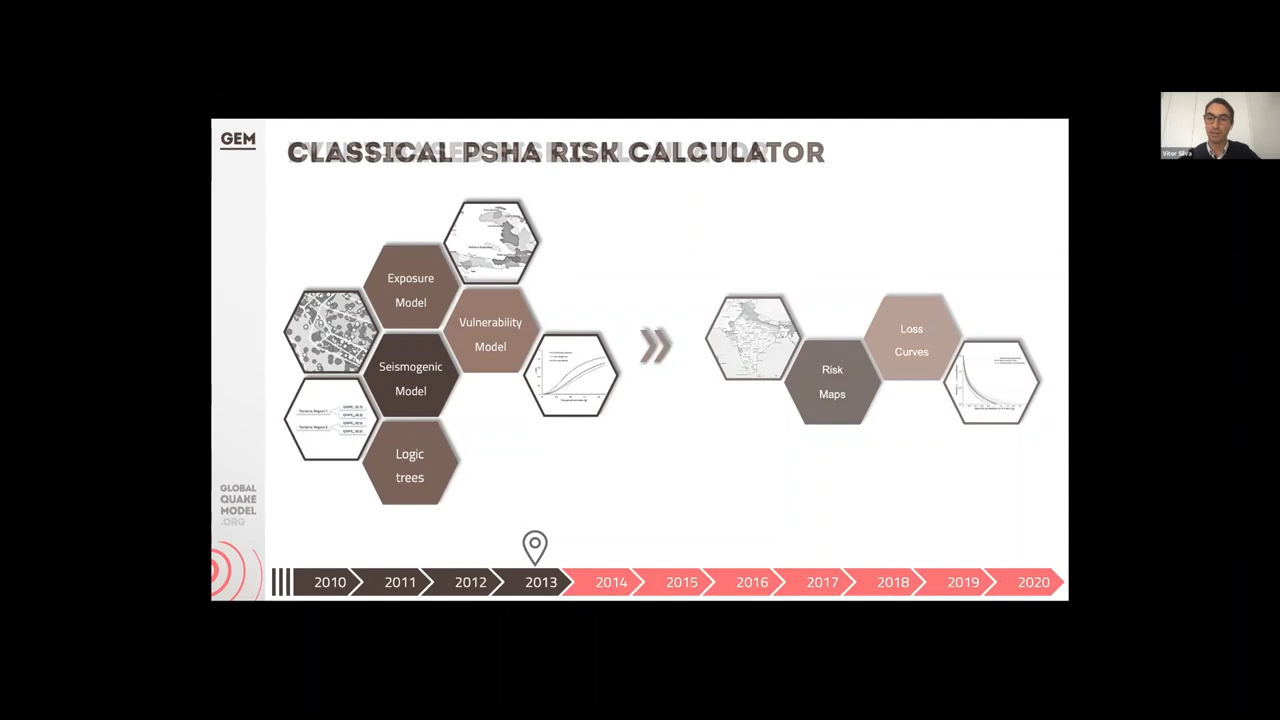 GEM
CLASSICAL PSHA RISK CALCULATOR
Vitor Silva
Exposure
Model
Vulnerability
Model
Seismogenic
Model
Logic
trees
Risk
Maps
Loss
Curves
GLOBAL
QUAKE
MODEL
.ORG
2010
2011
2012
2013
2014
2015
2016
2017
2018
2019
2020